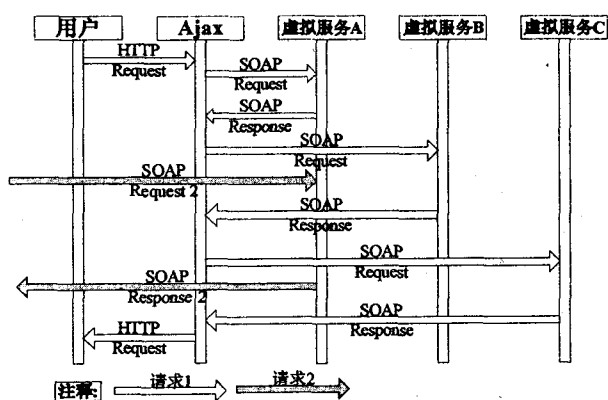 用户 Ajax 虚拟服务A 虚拟服务B 虚拟服务C
HTTP
Request
SOAP
Request
SOAP
Response
SOAP
Request
SOAP
Request 2
SOAP
Response
SOAP
Request
SOAP
Response 2
SOAP
Response
HTTP
Request
注释: 请求1 请求2